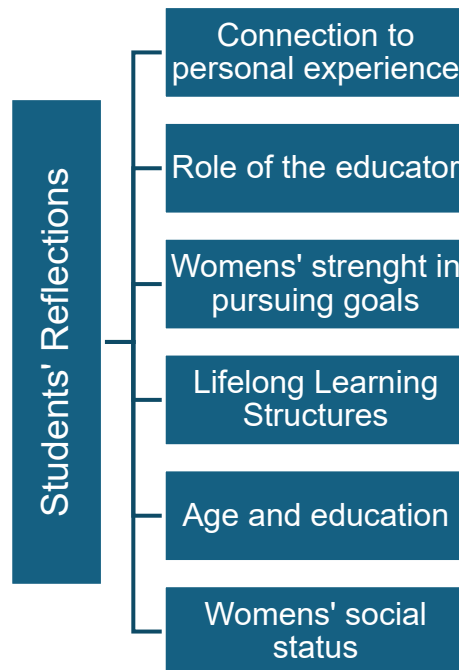 Students' Reflections
Connection to
personal experience
Role of the educator
Womens' strenght in
pursuing goals
Lifelong Learning
Structures
Age and education
Womens' social
status